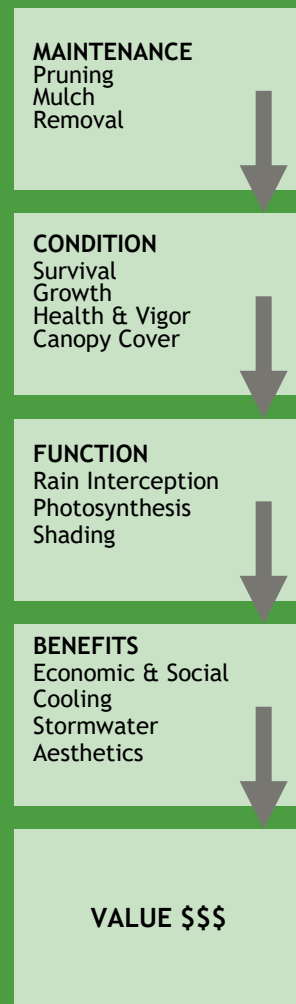 MAINTENANCE
Pruning
Mulch
Removal
CONDITION
Survival
Growth
Health & Vigor
Canopy Cover
FUNCTION
Rain Interception
Photosynthesis
Shading
BENEFITS
Economic & Social
Cooling
Stormwater
Aesthetics
VALUE $$$